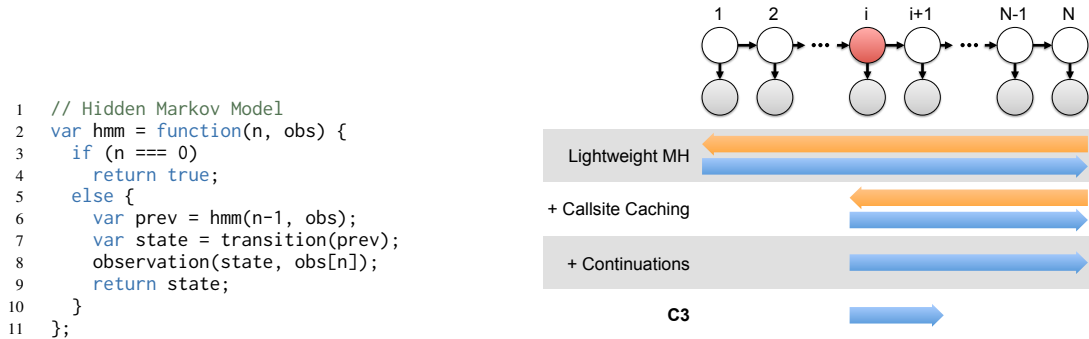 1 // Hidden Markov Model
2 var hmm = function(n, obs) {
3 if (n === 0)
4 return true;
5 else {
6 var prev = hmm(n-1, obs);
7 var state = transition(prev);
8 observation(state, obs[n]);
9 return state;
10 }
11 };
1 2 i i+1 N-1 N
••• •••
Lightweight MH
+ Callsite Caching
+ Continuations
C3